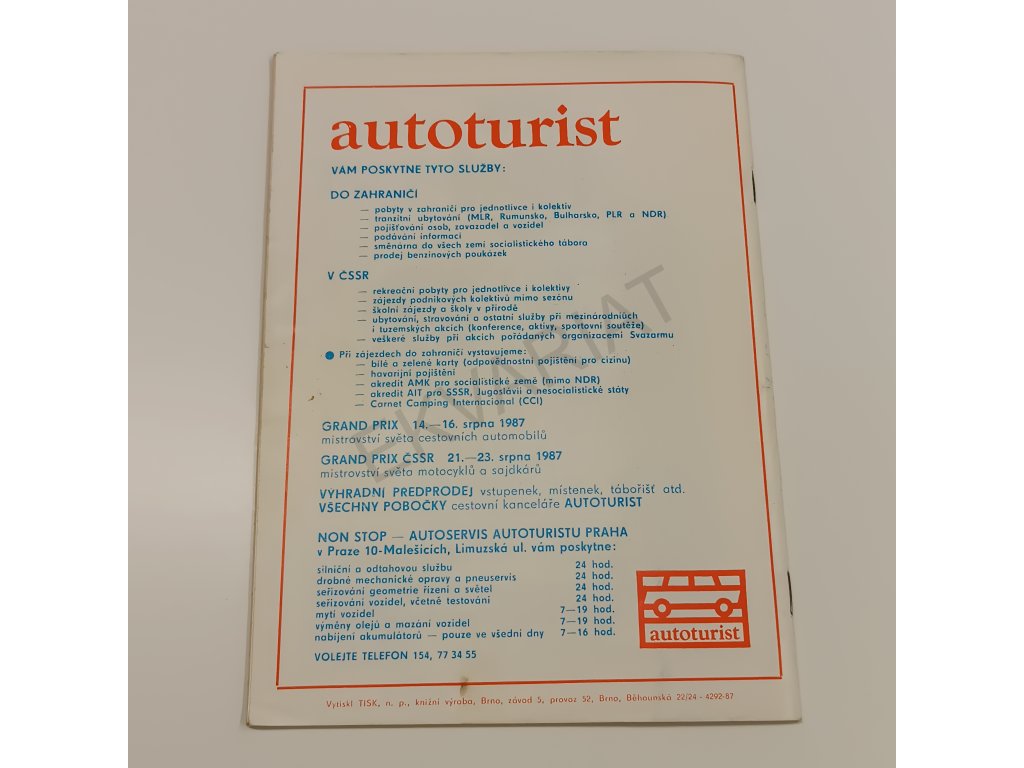 autoturist
VÁM POSKYTNE TYTO SLUŽBY:
DO ZAHRANIČÍ
— pobyty v zahraničí pro jednotlivce i kolektiv
— tranzitní ubytování (MLR, Rumunsko, Bulharsko, PLR a NDR)
— pojišťování osob, zavazadel a vozidel
— podávání informací
— směnárna do všech zemí socialistického tábora
— prodej benzinových poukázek
V ČSSR
— rekreační pobyty pro jednotlivce i kolektivy
— zájezdy podnikových kolektivů mimo sezónu
— školní zájezdy a školy v přírodě
— ubytování, stravování a ostatní služby při mezinárodních
i tuzemských akcích (konference, aktivy, sportovní soutěže)
— veškeré služby při akcích pořádaných organizacemi Svazarmu
● Při zájezdech do zahraničí vystavujeme:
— bílé a zelené karty (odpovědnostní pojištění pro cizinu)
— havarijní pojištění
— akredit AMK pro socialistické země (mimo NDR)
— akredit AIT pro SSSR, Jugoslávii a nesocialistické státy
— Carnet Camping Internacional (CCI)
GRAND PRIX 14.—16. srpna 1987
mistrovství světa cestovních automobilů
GRAND PRIX ČSSR 21.—23. srpna 1987
mistrovství světa motocyklů a sajdkárů
VÝHRADNÍ PREDPRODEJ vstupenek, místenek, tábořišť atd.
VŠECHNY POBOČKY cestovní kanceláře AUTOTURIST
NON STOP — AUTOSERVIS AUTOTURISTU PRAHA
v Praze 10-Malešicích, Limuzská ul. vám poskytne:
silniční a odtahovou službu 24 hod.
drobné mechanické opravy a pneuservis 24 hod.
seřizování geometrie řízení a světel 24 hod.
seřizování vozidel, včetně testování 24 hod.
mytí vozidel 7—19 hod.
výměny olejů a mazání vozidel 7—19 hod.
nabíjení akumulátorů — pouze ve všední dny 7—16 hod.
VOLEJTE TELEFON 154, 77 34 55
autoturist
Vytiskl TISK, n. p., knižní výroba, Brno, závod 5, provoz 52, Brno, Běhounská 22/24 - 4292-87
EKVARIAT